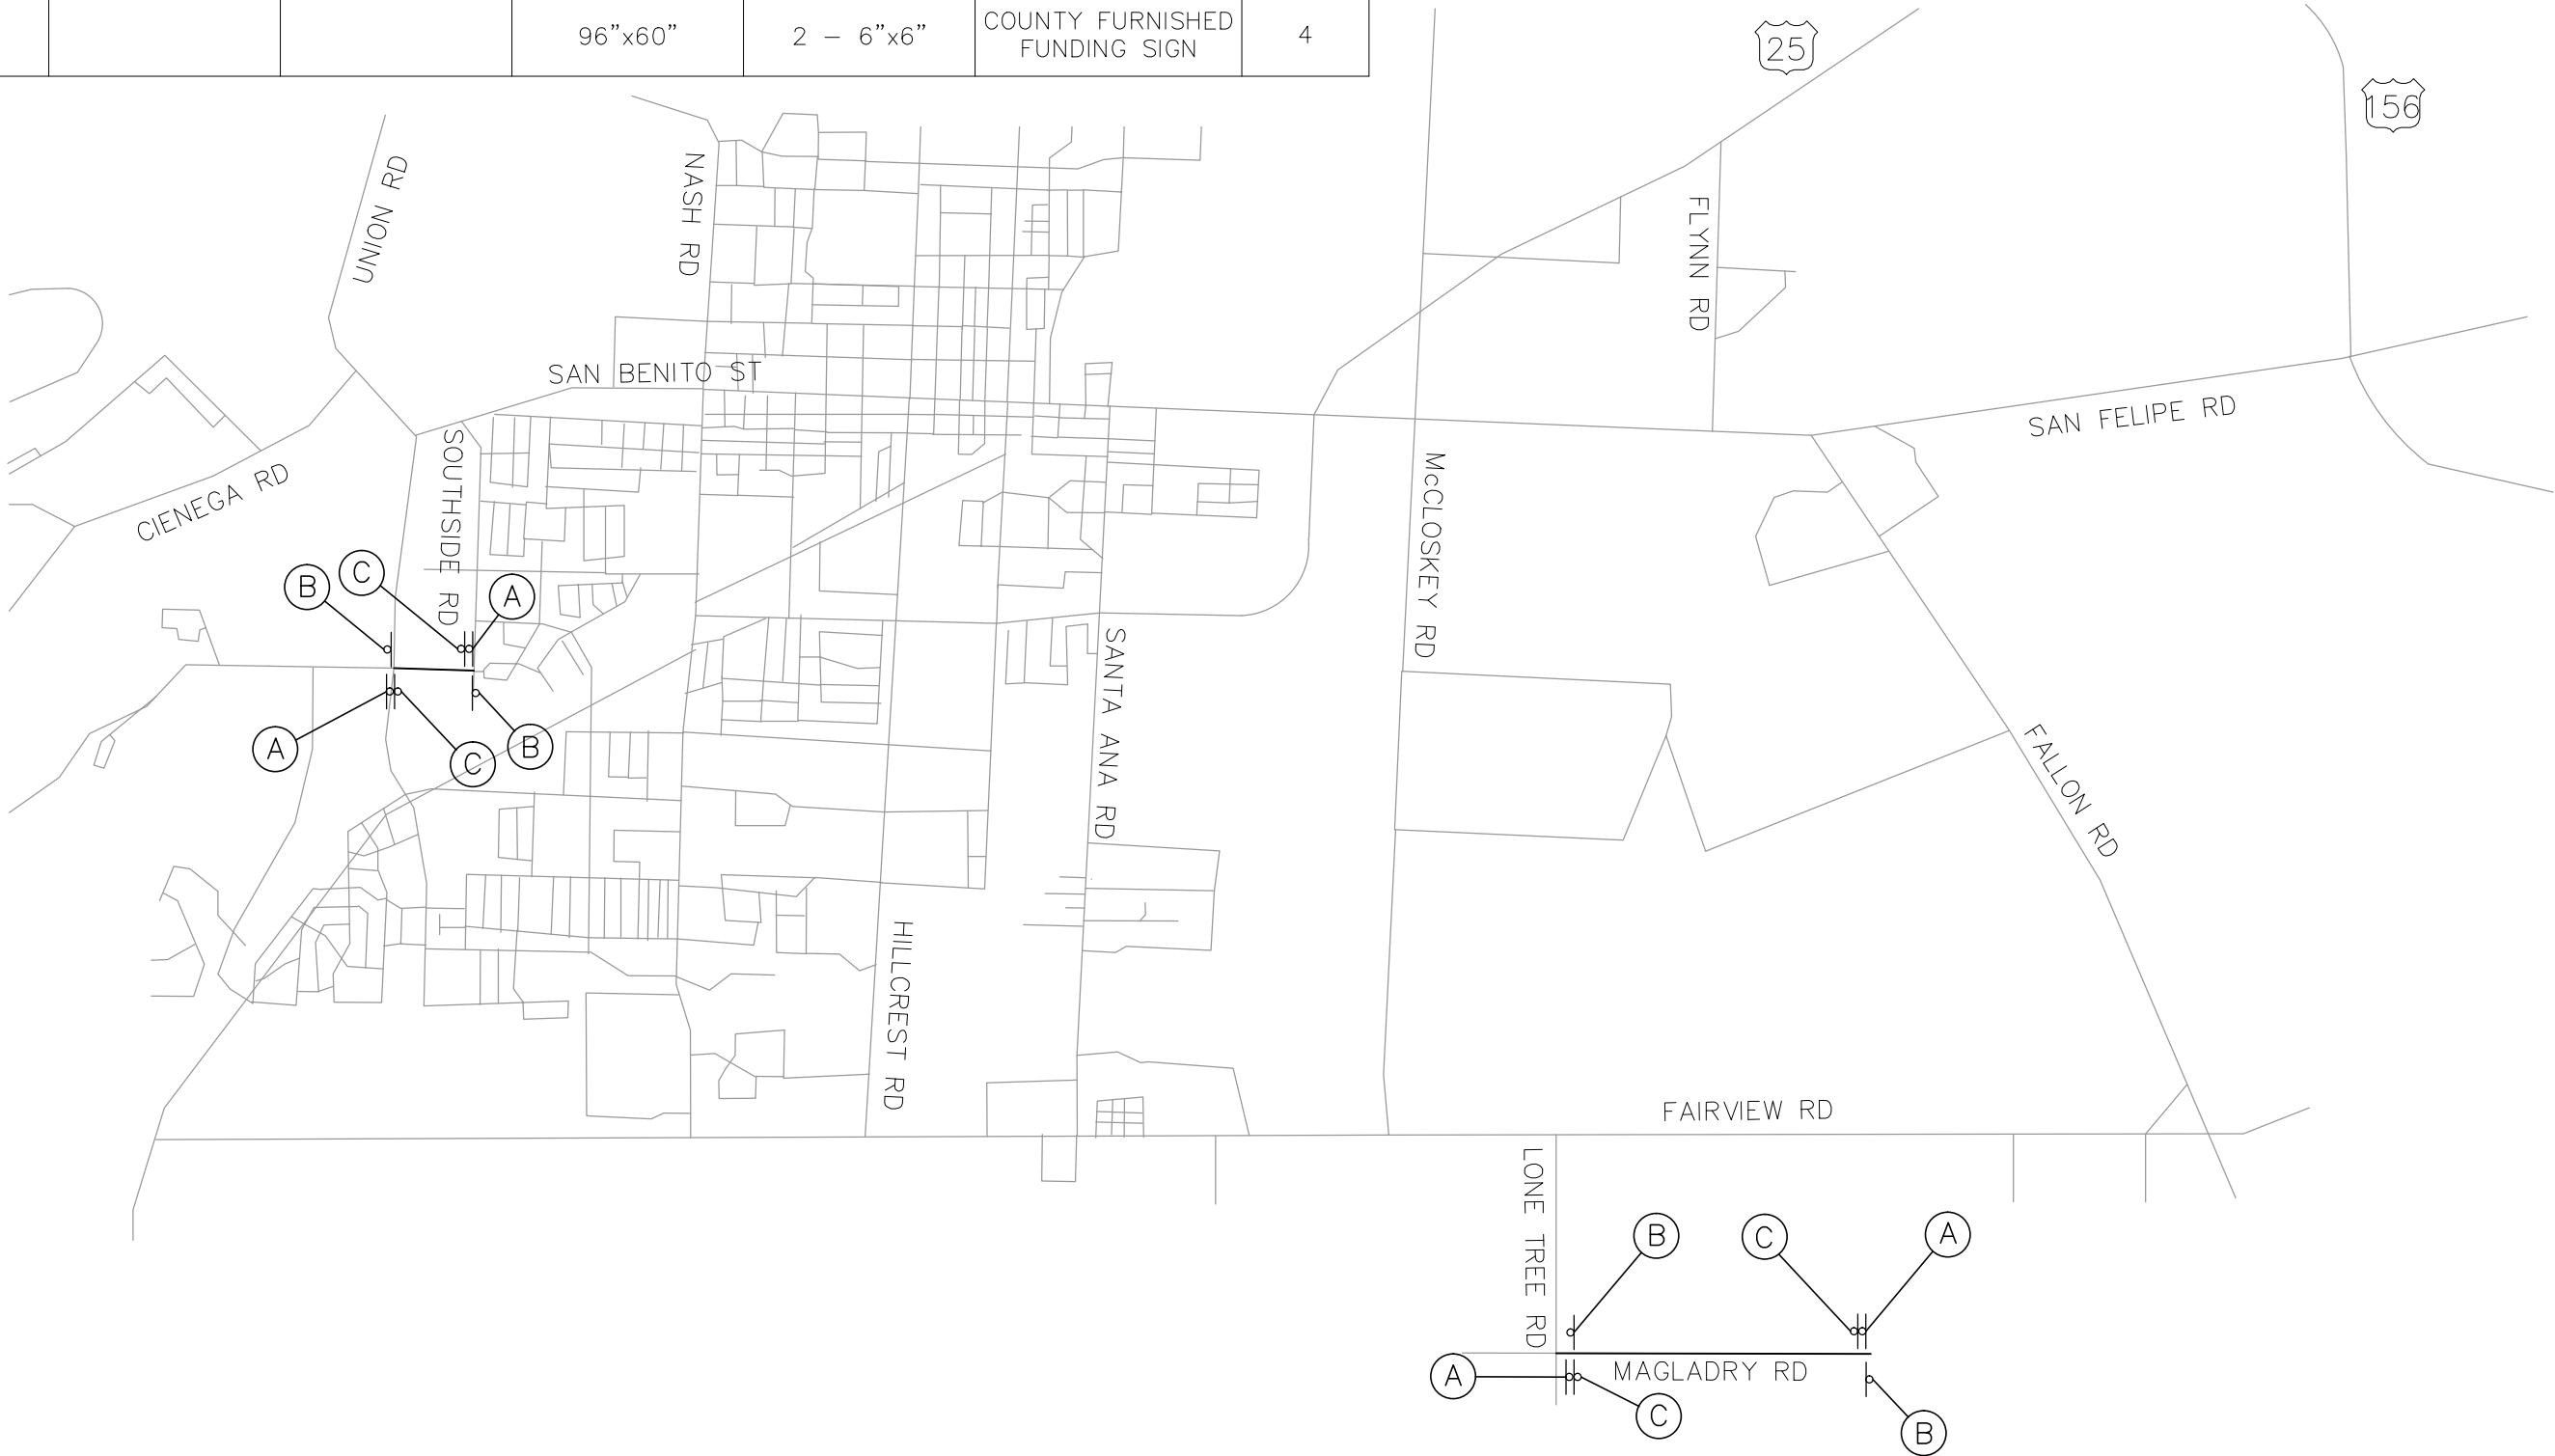 96”x60”
2 – 6”x6”
COUNTY FURNISHED
FUNDING SIGN
4
25
156
UNION RD
NASH RD
FLYNN RD
SAN BENITO ST
SAN FELIPE RD
SOUTHSIDE RD
CIENEGA RD
McCLOSKEY RD
B
C
A
SANTA ANA RD
A
C
B
FALLON RD
HILLCREST RD
FAIRVIEW RD
LONE TREE RD
B
C
A
MAGLADRY RD
A
C
B